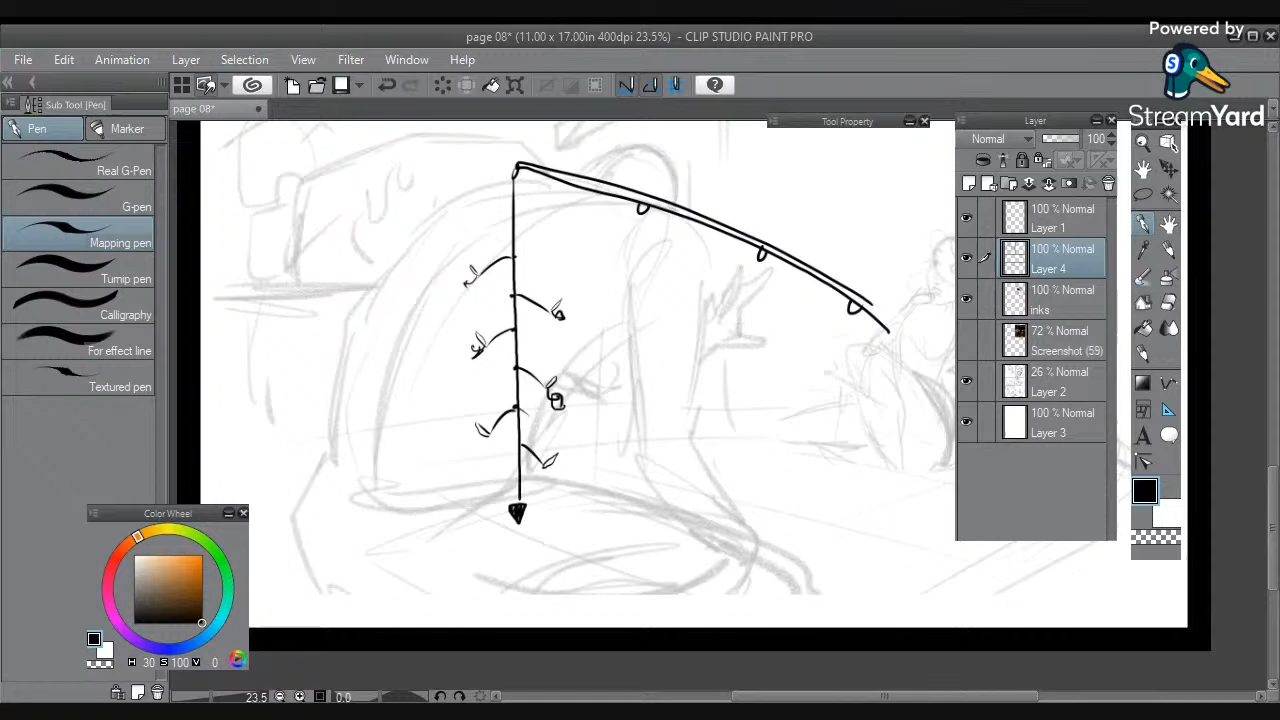 Powered by
StreamYard
page 08* (11.00 x 17.00in 400dpi 23.5%) - CLIP STUDIO PAINT PRO
File Edit Animation Layer Selection View Filter Window Help
Sub Tool [Pen]
page 08*
Pen Marker
Real G-Pen
G-pen
Mapping pen
Turnip pen
Calligraphy
For effect line
Textured pen
Tool Property
Layer
Normal 100
100 % Normal
Layer 1
100 % Normal
Layer 4
100 % Normal
inks
72 % Normal
Screenshot (59)
26 % Normal
Layer 2
100 % Normal
Layer 3
Color Wheel
H 30 S 100 V 0
23.5 0.0